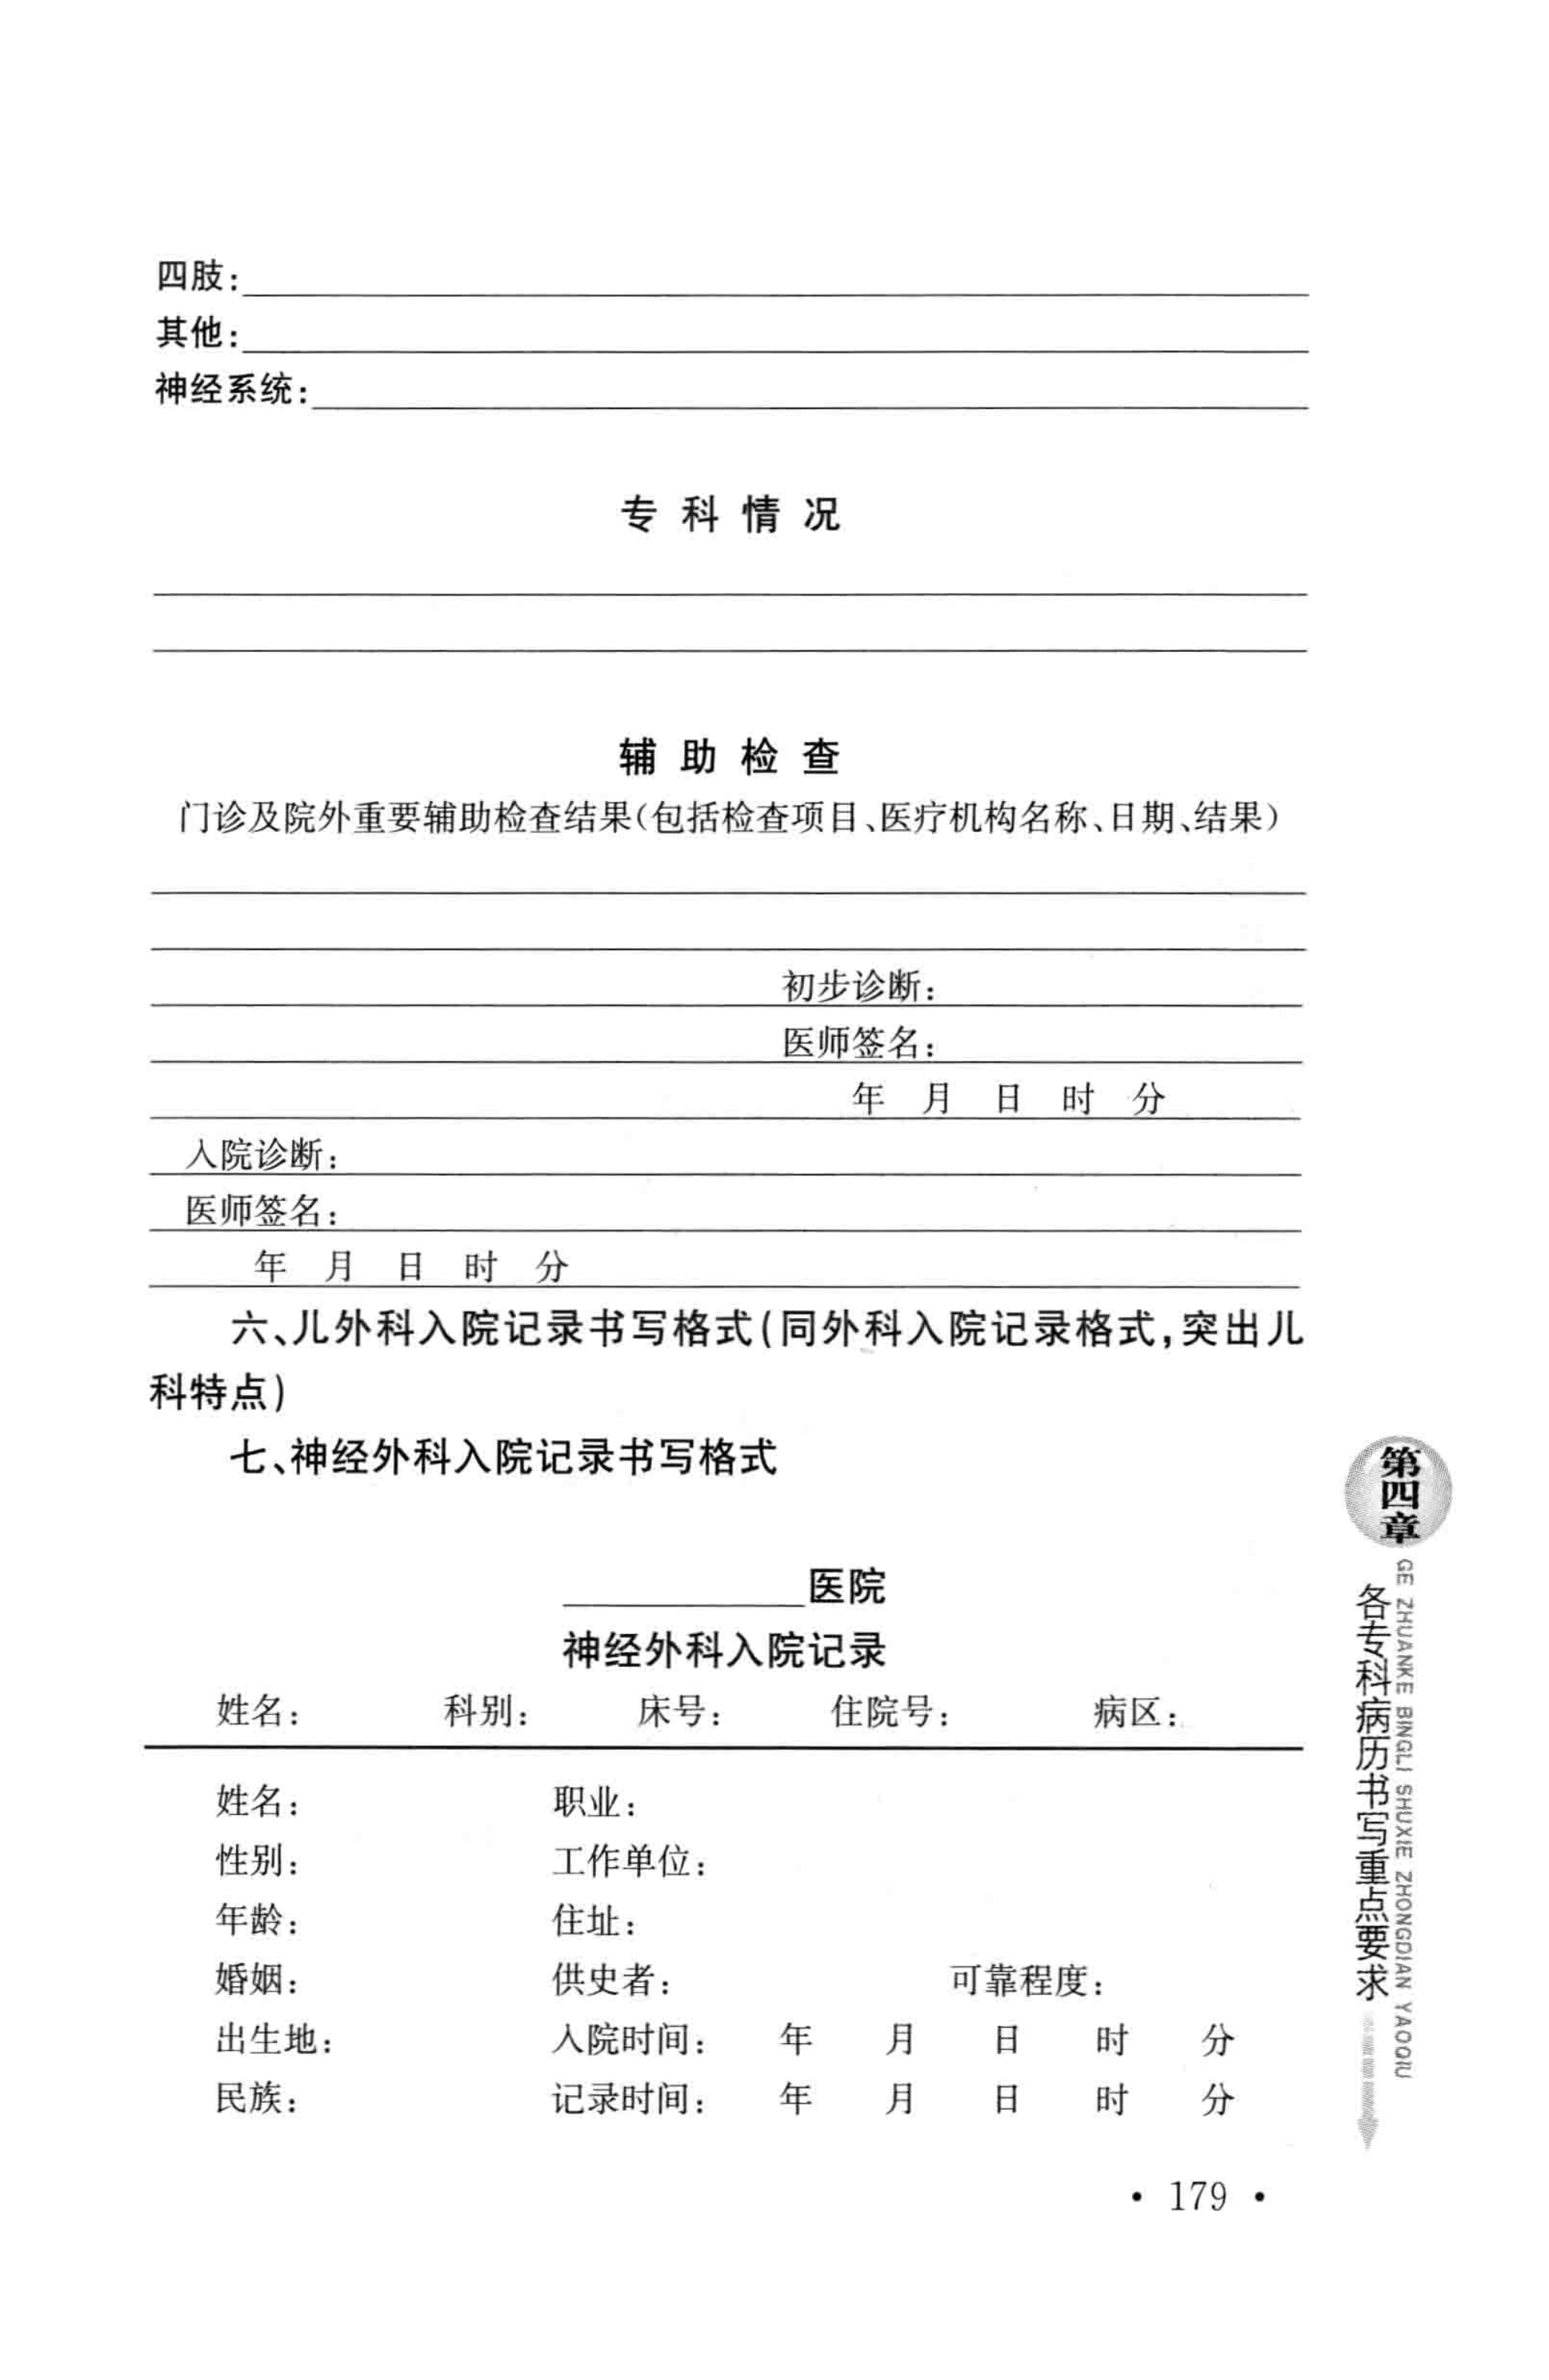 四肢:
其他:
神经系统:
专科情况
辅助检查
门诊及院外重要辅助检查结果(包括检查项目、医疗机构名称、日期、结果)
初步诊断:
医师签名:
年 月 日 时 分
入院诊断:
医师签名:
年 月 日 时 分
六、儿外科入院记录书写格式(同外科入院记录格式,突出儿
科特点)
七、神经外科入院记录书写格式
医院
神经外科入院记录
姓名: 科别: 床号: 住院号: 病区:
姓名: 职业:
性别: 工作单位:
年龄: 住址:
婚姻: 供史者: 可靠程度:
出生地: 入院时间: 年 月 日 时 分
民族: 记录时间: 年 月 日 时 分
第四章
各专科病历书写重点要求
GE ZHUANKE BINGLI SHUXIE ZHONGDIAN YAOQIU
· 179 ·